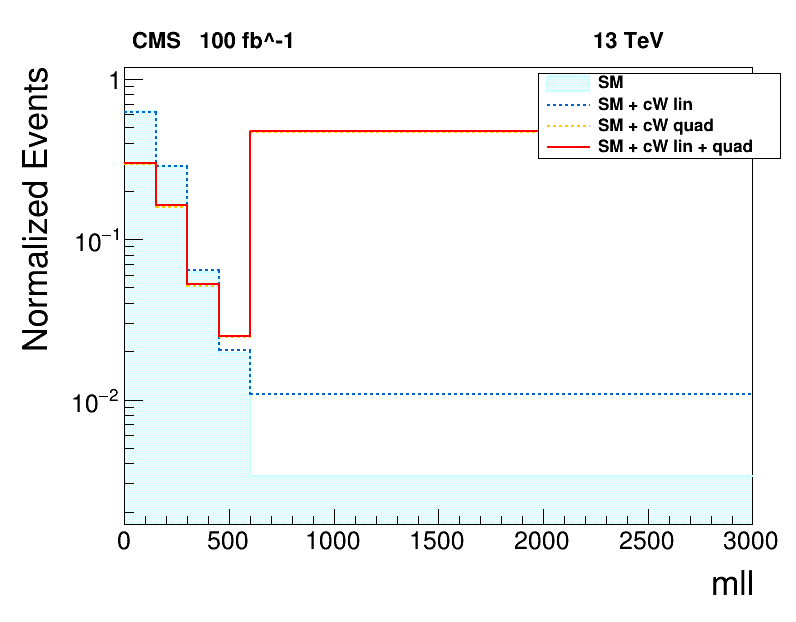 CMS 100 fb^-1 13 TeV
SM
SM + cW lin
SM + cW quad
SM + cW lin + quad
Normalized Events
1
10⁻¹
10⁻²
0 500 1000 1500 2000 2500 3000
mll